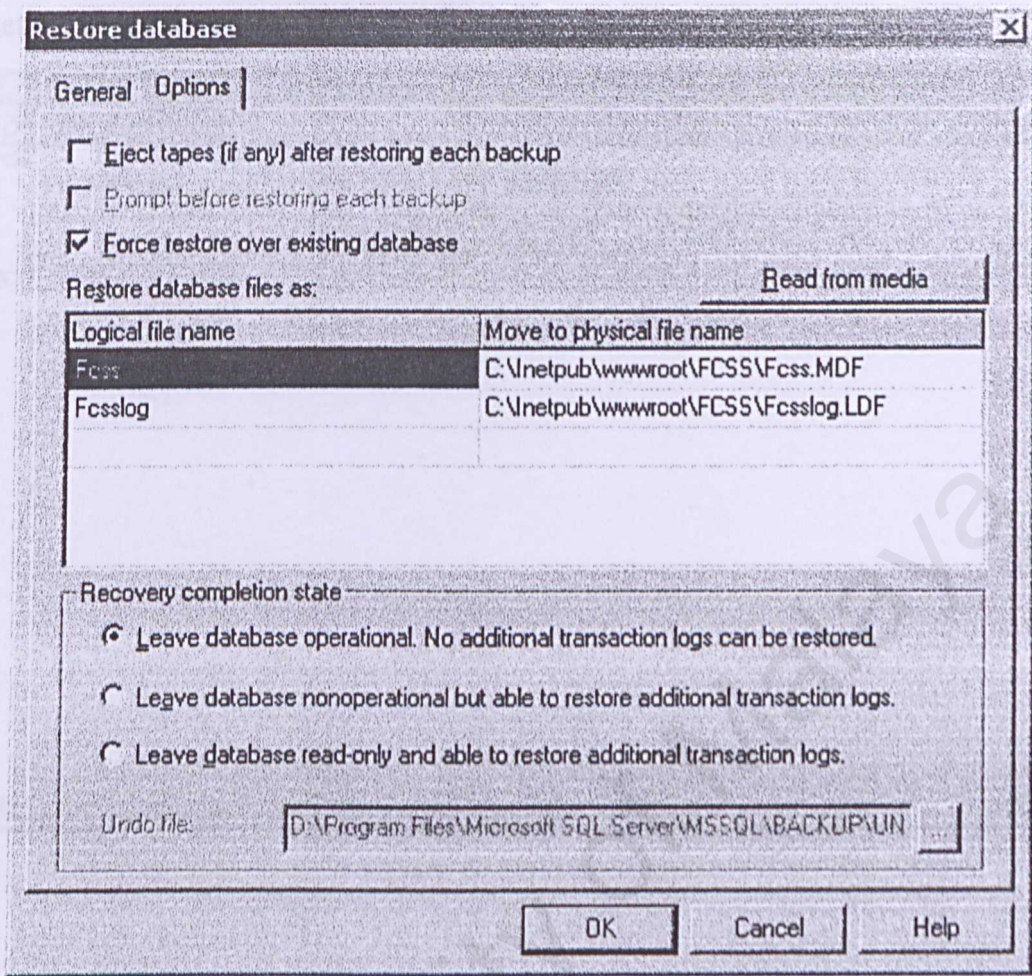 Restore database
General Options
Eject tapes (if any) after restoring each backup
Prompt before restoring each backup
Force restore over existing database
Restore database files as:
Read from media
Logical file name Move to physical file name
Fcss C:\Inetpub\wwwroot\FCSS\Fcss.MDF
Fcsslog C:\Inetpub\wwwroot\FCSS\Fcsslog.LDF
Recovery completion state
Leave database operational. No additional transaction logs can be restored.
Leave database nonoperational but able to restore additional transaction logs.
Leave database read-only and able to restore additional transaction logs.
Undo file: D:\Program Files\Microsoft SQL Server\MSSQL\BACKUP\UN ...
OK Cancel Help